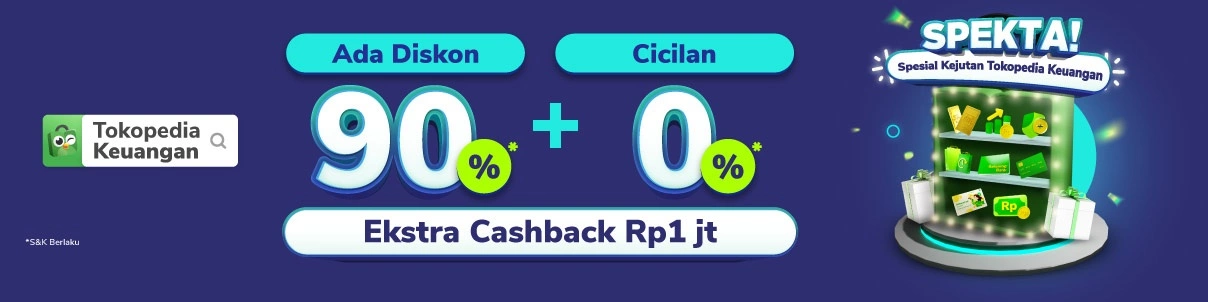 Tokopedia
Keuangan
*S&K Berlaku
Ada Diskon
90%*
+
Cicilan
0%*
Ekstra Cashback Rp1 jt
SPEKTA!
Spesial Kejutan Tokopedia Keuangan
Rp